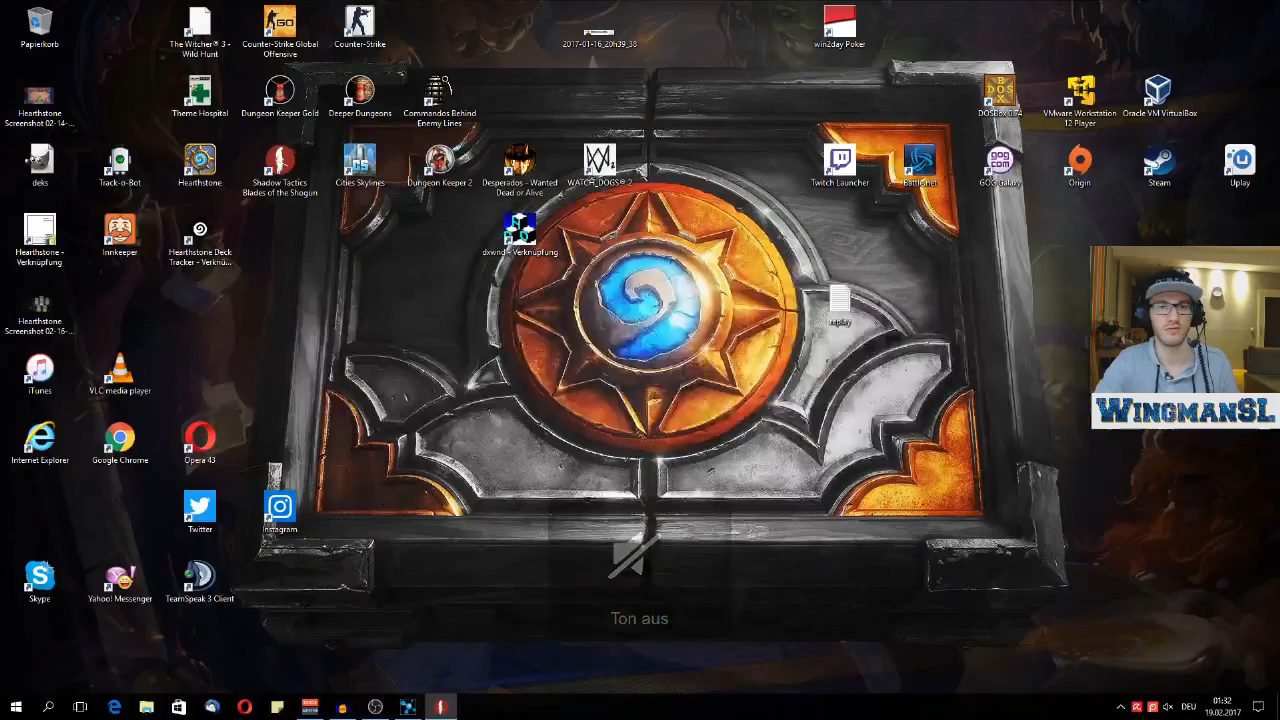 Papierkorb
The Witcher® 3 -
Wild Hunt
Counter-Strike Global
Offensive
Counter-Strike
2017-01-16_20h39_38
win2day Poker
Hearthstone
Screenshot 02-14-...
Theme Hospital
Dungeon Keeper Gold
Deeper Dungeons
Commandos Behind
Enemy Lines
DOSBox 0.74
VMware Workstation
12 Player
Oracle VM VirtualBox
deks
Track-o-Bot
Hearthstone
Shadow Tactics
Blades of the Shogun
Cities Skylines
Dungeon Keeper 2
Desperados - Wanted
Dead or Alive
WATCH_DOGS® 2
Twitch Launcher
Battle.net
GOG Galaxy
Origin
Steam
Uplay
Hearthstone -
Verknüpfung
Innkeeper
Hearthstone Deck
Tracker - Verknü...
dxwnd - Verknüpfung
Hearthstone
Screenshot 02-16-...
replay
iTunes
VLC media player
WingmanSL
Internet Explorer
Google Chrome
Opera 43
Twitter
Instagram
Skype
Yahoo! Messenger
TeamSpeak 3 Client
Ton aus
DEU
01:32
19.02.2017